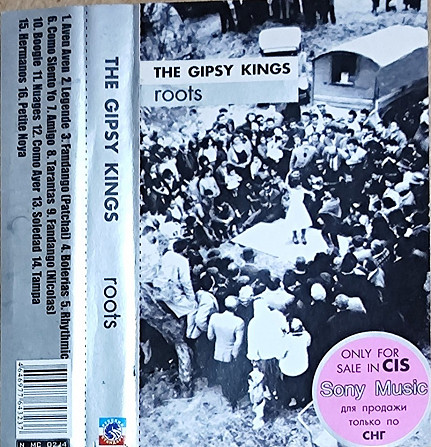 1. Aven Aven 2. Legende 3. Fandango (Patchai) 4. Bolerias 5. Rhythmic
6. Como Siento Yo 7. Amigo 8. Tarantas 9. Fandango (Nicolas)
10. Boogie 11. Nuages 12. Como Ayer 13. Soledad 14. Tampa
15. Hermanos 16. Petite Noya
THE GIPSY KINGS roots
THE GIPSY KINGS
roots
ONLY FOR
SALE IN CIS
Sony Music
для продажи
только по
СНГ